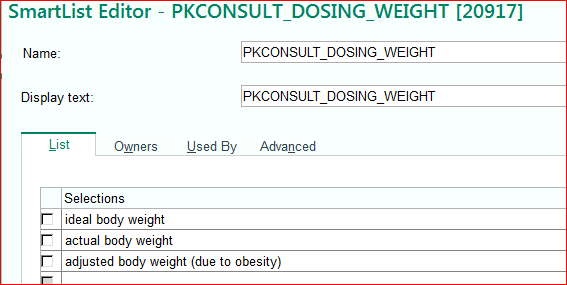 SmartList Editor - PKCONSULT_DOSING_WEIGHT [20917]
Name: PKCONSULT_DOSING_WEIGHT
Display text: PKCONSULT_DOSING_WEIGHT
List Owners Used By Advanced
Selections
ideal body weight
actual body weight
adjusted body weight (due to obesity)